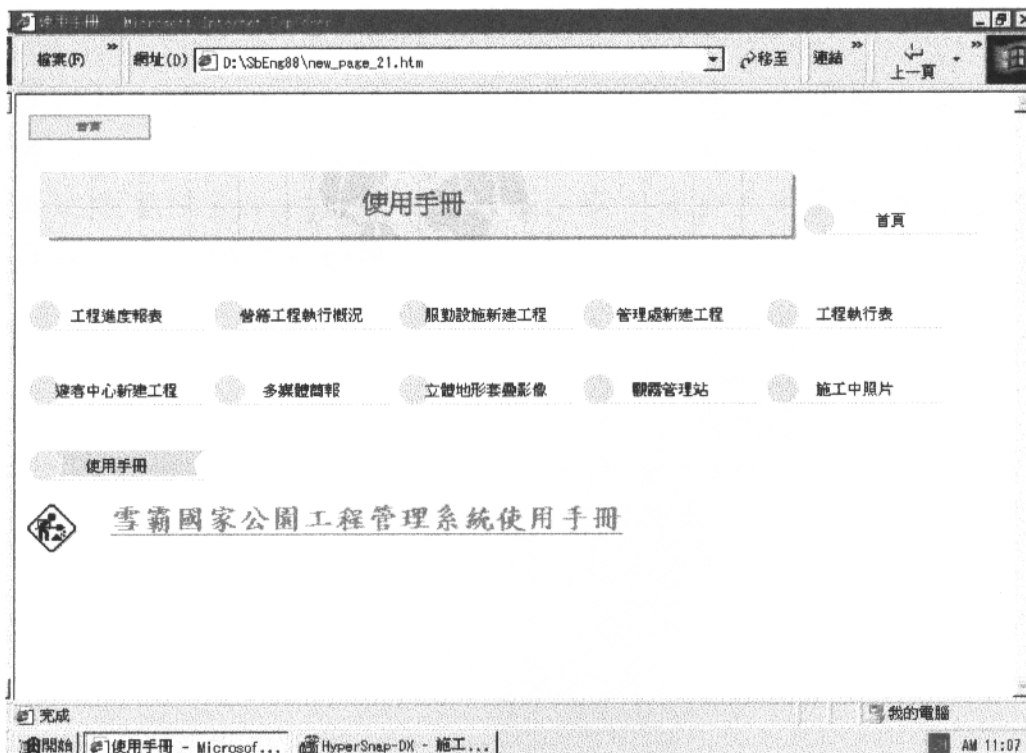 使用手冊 - Microsoft Internet Explorer
檔案(F) » 網址(D) D:\SbEng88\new_page_21.htm 移至 連結 » 上一頁 »
首頁
使用手冊
首頁
工程進度報表 營繕工程執行概況 服勤設施新建工程 管理處新建工程 工程執行表
遊客中心新建工程 多媒體簡報 立體地形套疊影像 觀霧管理站 施工中照片
使用手冊
雪霸國家公園工程管理系統使用手冊
完成 我的電腦
開始 使用手冊 - Microsof... HyperSnap-DX - 施工... AM 11:07